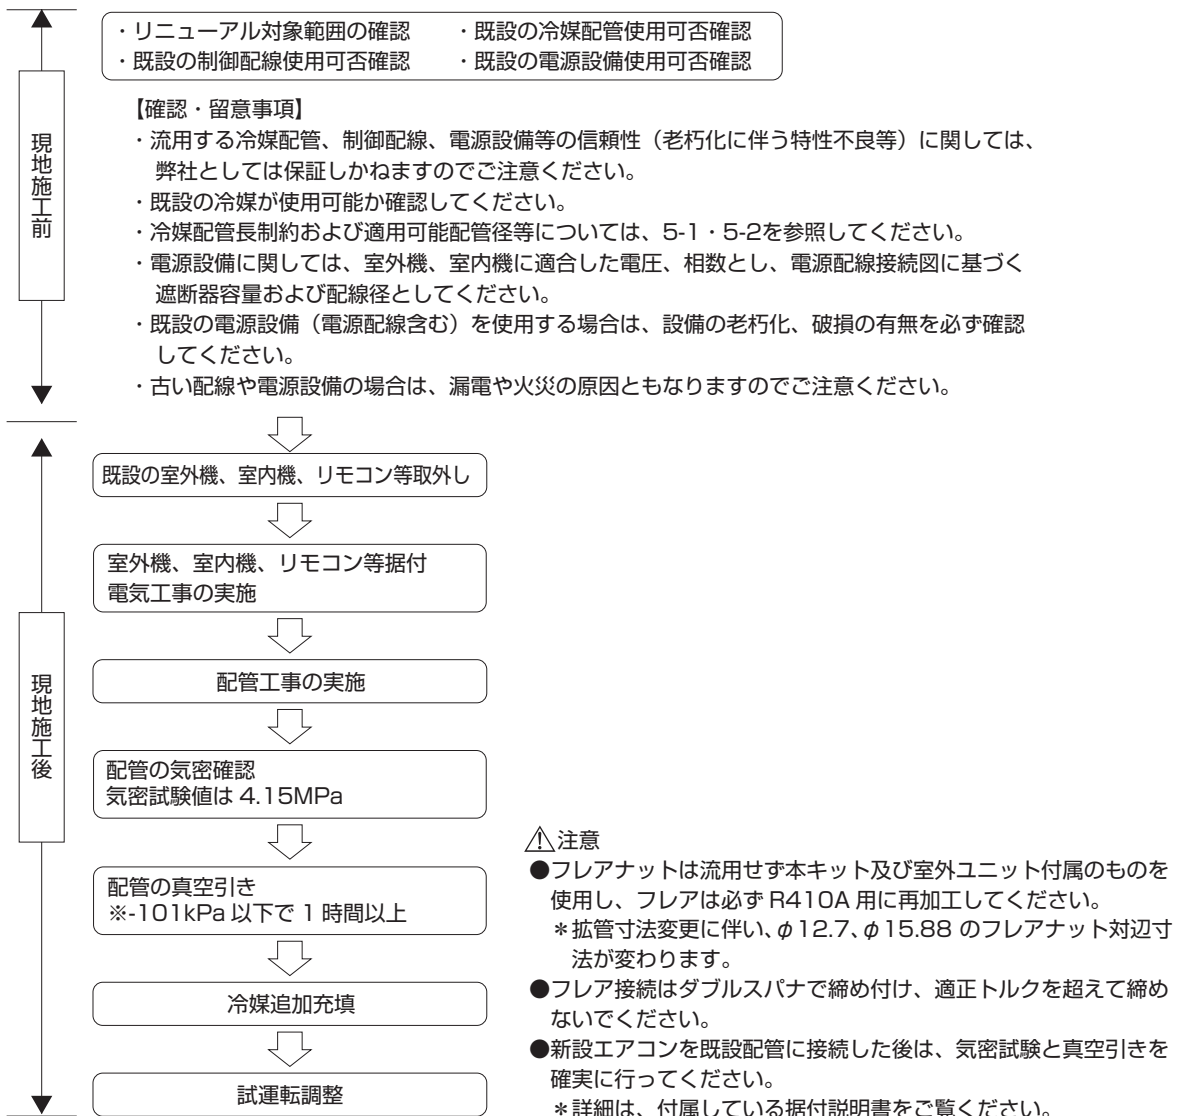 ・リニューアル対象範囲の確認　・既設の冷媒配管使用可否確認
・既設の制御配線使用可否確認　・既設の電源設備使用可否確認
現地施工前
【確認・留意事項】
・流用する冷媒配管、制御配線、電源設備等の信頼性（老朽化に伴う特性不良等）に関しては、
弊社としては保証しかねますのでご注意ください。
・既設の冷媒が使用可能か確認してください。
・冷媒配管長制約および適用可能配管径等については、5-1・5-2を参照してください。
・電源設備に関しては、室外機、室内機に適合した電圧、相数とし、電源配線接続図に基づく
遮断器容量および配線径としてください。
・既設の電源設備（電源配線含む）を使用する場合は、設備の老朽化、破損の有無を必ず確認
してください。
・古い配線や電源設備の場合は、漏電や火災の原因ともなりますのでご注意ください。
現地施工後
既設の室外機、室内機、リモコン等取外し
室外機、室内機、リモコン等据付
電気工事の実施
配管工事の実施
配管の気密確認
気密試験値は 4.15MPa
配管の真空引き
※-101kPa 以下で 1 時間以上
冷媒追加充填
試運転調整
⚠注意
●フレアナットは流用せず本キット及び室外ユニット付属のものを
使用し、フレアは必ず R410A 用に再加工してください。
＊拡管寸法変更に伴い、φ12.7、φ15.88 のフレアナット対辺寸
法が変わります。
●フレア接続はダブルスパナで締め付け、適正トルクを超えて締め
ないでください。
●新設エアコンを既設配管に接続した後は、気密試験と真空引きを
確実に行ってください。
＊詳細は、付属している据付説明書をご覧ください。